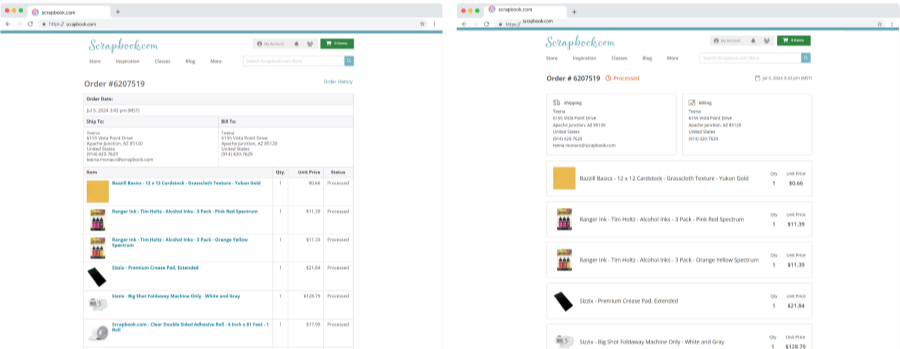 scrapbook.com
https:// scrapbook.com
Scrapbook.com
My Account
0 items
Store Inspiration Classes Blog More
Search Scrapbook.com Store
Order #6207519
Order History
Order Date:
Jul 5, 2024 3:43 pm (MST)
Ship To: Bill To:
Teena Teena
6155 Vista Point Drive 6155 Vista Point Drive
Apache Junction, AZ 85120 Apache Junction, AZ 85120
United States United States
(914) 420-7629 (914) 420-7629
teena.monaco@scrapbook.com
Item Qty. Unit Price Status
Bazzill Basics - 12 x 12 Cardstock - Grasscloth Texture - Yukon Gold 1 $0.66 Processed
Ranger Ink - Tim Holtz - Alcohol Inks - 3 Pack - Pink Red Spectrum 1 $11.39 Processed
Ranger Ink - Tim Holtz - Alcohol Inks - 3 Pack - Orange Yellow 1 $11.39 Processed
Spectrum
Sizzix - Premium Crease Pad, Extended 1 $21.84 Processed
Sizzix - Big Shot Foldaway Machine Only - White and Gray 1 $128.79 Processed
Scrapbook.com - Clear Double Sided Adhesive Roll - 4 inch x 81 Feet - 1 1 $17.99 Processed
Roll
scrapbook.com
https:// scrapbook.com
Scrapbook.com
My Account
0 items
Store Inspiration Classes Blog More
Search Scrapbook.com Store
Order # 6207519 Processed
Jul 5, 2024 3:43 pm (MST)
Shipping Billing
Teena Teena
6155 Vista Point Drive 6155 Vista Point Drive
Apache Junction, AZ 85120 Apache Junction, AZ 85120
United States United States
(914) 420-7629 (914) 420-7629
Qty Unit Price
Bazzill Basics - 12 x 12 Cardstock - Grasscloth Texture - Yukon Gold
1 $0.66
Qty Unit Price
Ranger Ink - Tim Holtz - Alcohol Inks - 3 Pack - Pink Red Spectrum
1 $11.39
Qty Unit Price
Ranger Ink - Tim Holtz - Alcohol Inks - 3 Pack - Orange Yellow Spectrum
1 $11.39
Qty Unit Price
Sizzix - Premium Crease Pad, Extended
1 $21.84
Qty Unit Price
Sizzix - Big Shot Foldaway Machine Only - White and Gray
1 $128.79